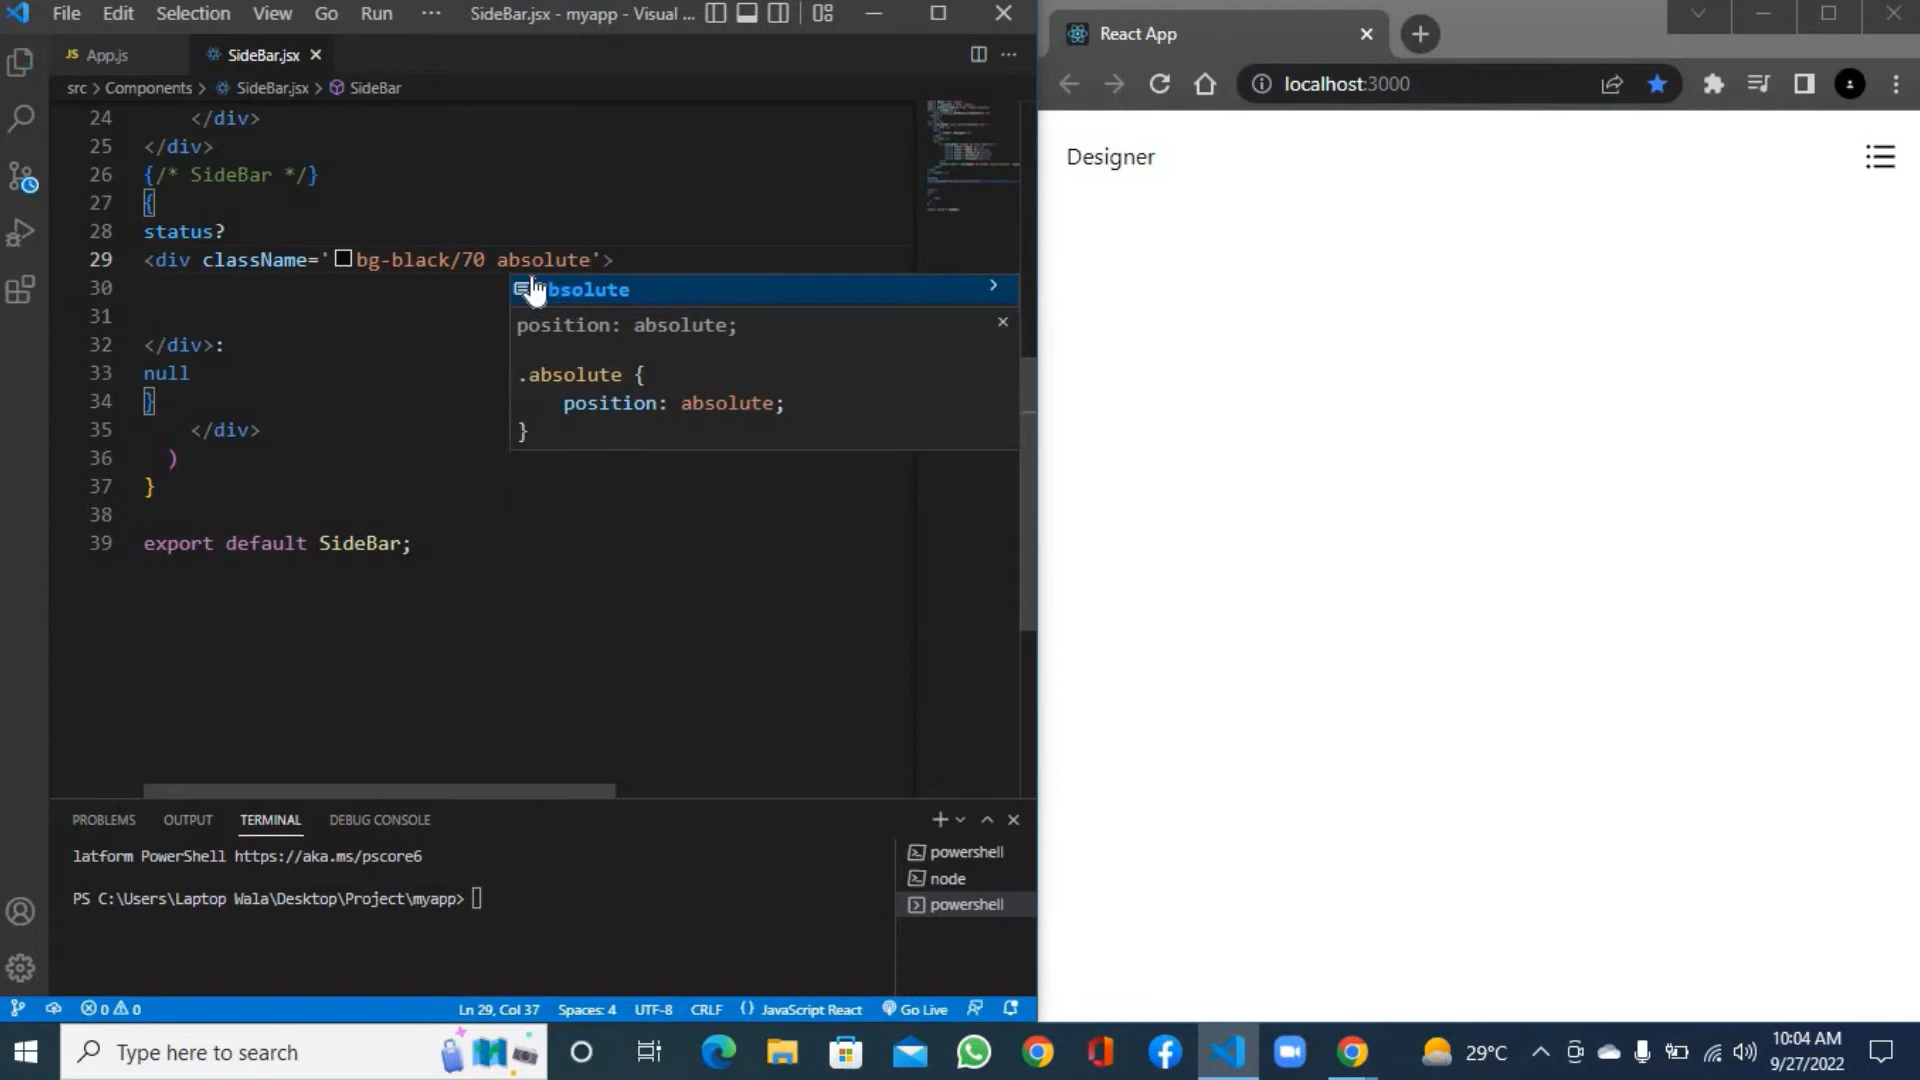 File Edit Selection View Go Run ··· SideBar.jsx - myapp - Visual ...
JS App.js SideBar.jsx
src > Components > SideBar.jsx > SideBar
24 </div>
25 </div>
26 {/* SideBar */}
27 {
28 status?
29 <div className='bg-black/70 absolute'>
30
31
32 </div>:
33 null
34 }
35 </div>
36 )
37 }
38
39 export default SideBar;
bsolute
position: absolute;
.absolute {
position: absolute;
}
PROBLEMS OUTPUT TERMINAL DEBUG CONSOLE
latform PowerShell https://aka.ms/pscore6
PS C:\Users\Laptop Wala\Desktop\Project\myapp>
powershell
node
powershell
0 0 Ln 29, Col 37 Spaces: 4 UTF-8 CRLF {} JavaScript React Go Live
React App
localhost:3000
Designer
Type here to search
29°C
10:04 AM
9/27/2022